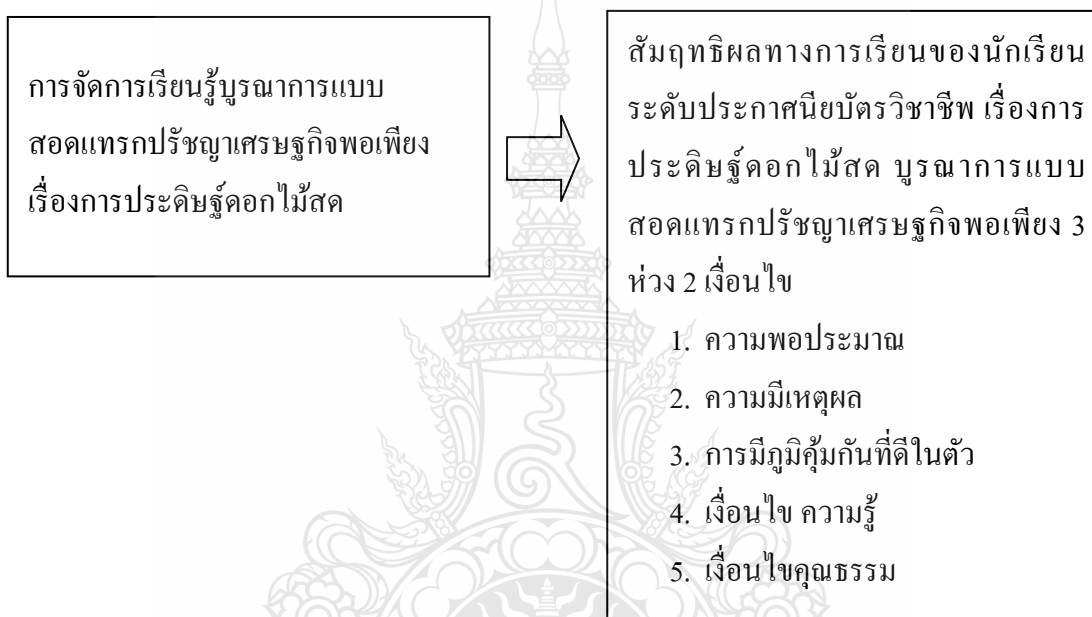 การจัดการเรียนรู้บูรณาการแบบ
สอดแทรกปรัชญาเศรษฐกิจพอเพียง
เรื่องการประดิษฐ์ดอกไม้สด
สัมฤทธิผลทางการเรียนของนักเรียน
ระดับประกาศนียบัตรวิชาชีพ เรื่องการ
ประดิษฐ์ดอกไม้สด บูรณาการแบบ
สอดแทรกปรัชญาเศรษฐกิจพอเพียง 3
ห่วง 2 เงื่อนไข
1. ความพอประมาณ
2. ความมีเหตุผล
3. การมีภูมิคุ้มกันที่ดีในตัว
4. เงื่อนไข ความรู้
5. เงื่อนไขคุณธรรม